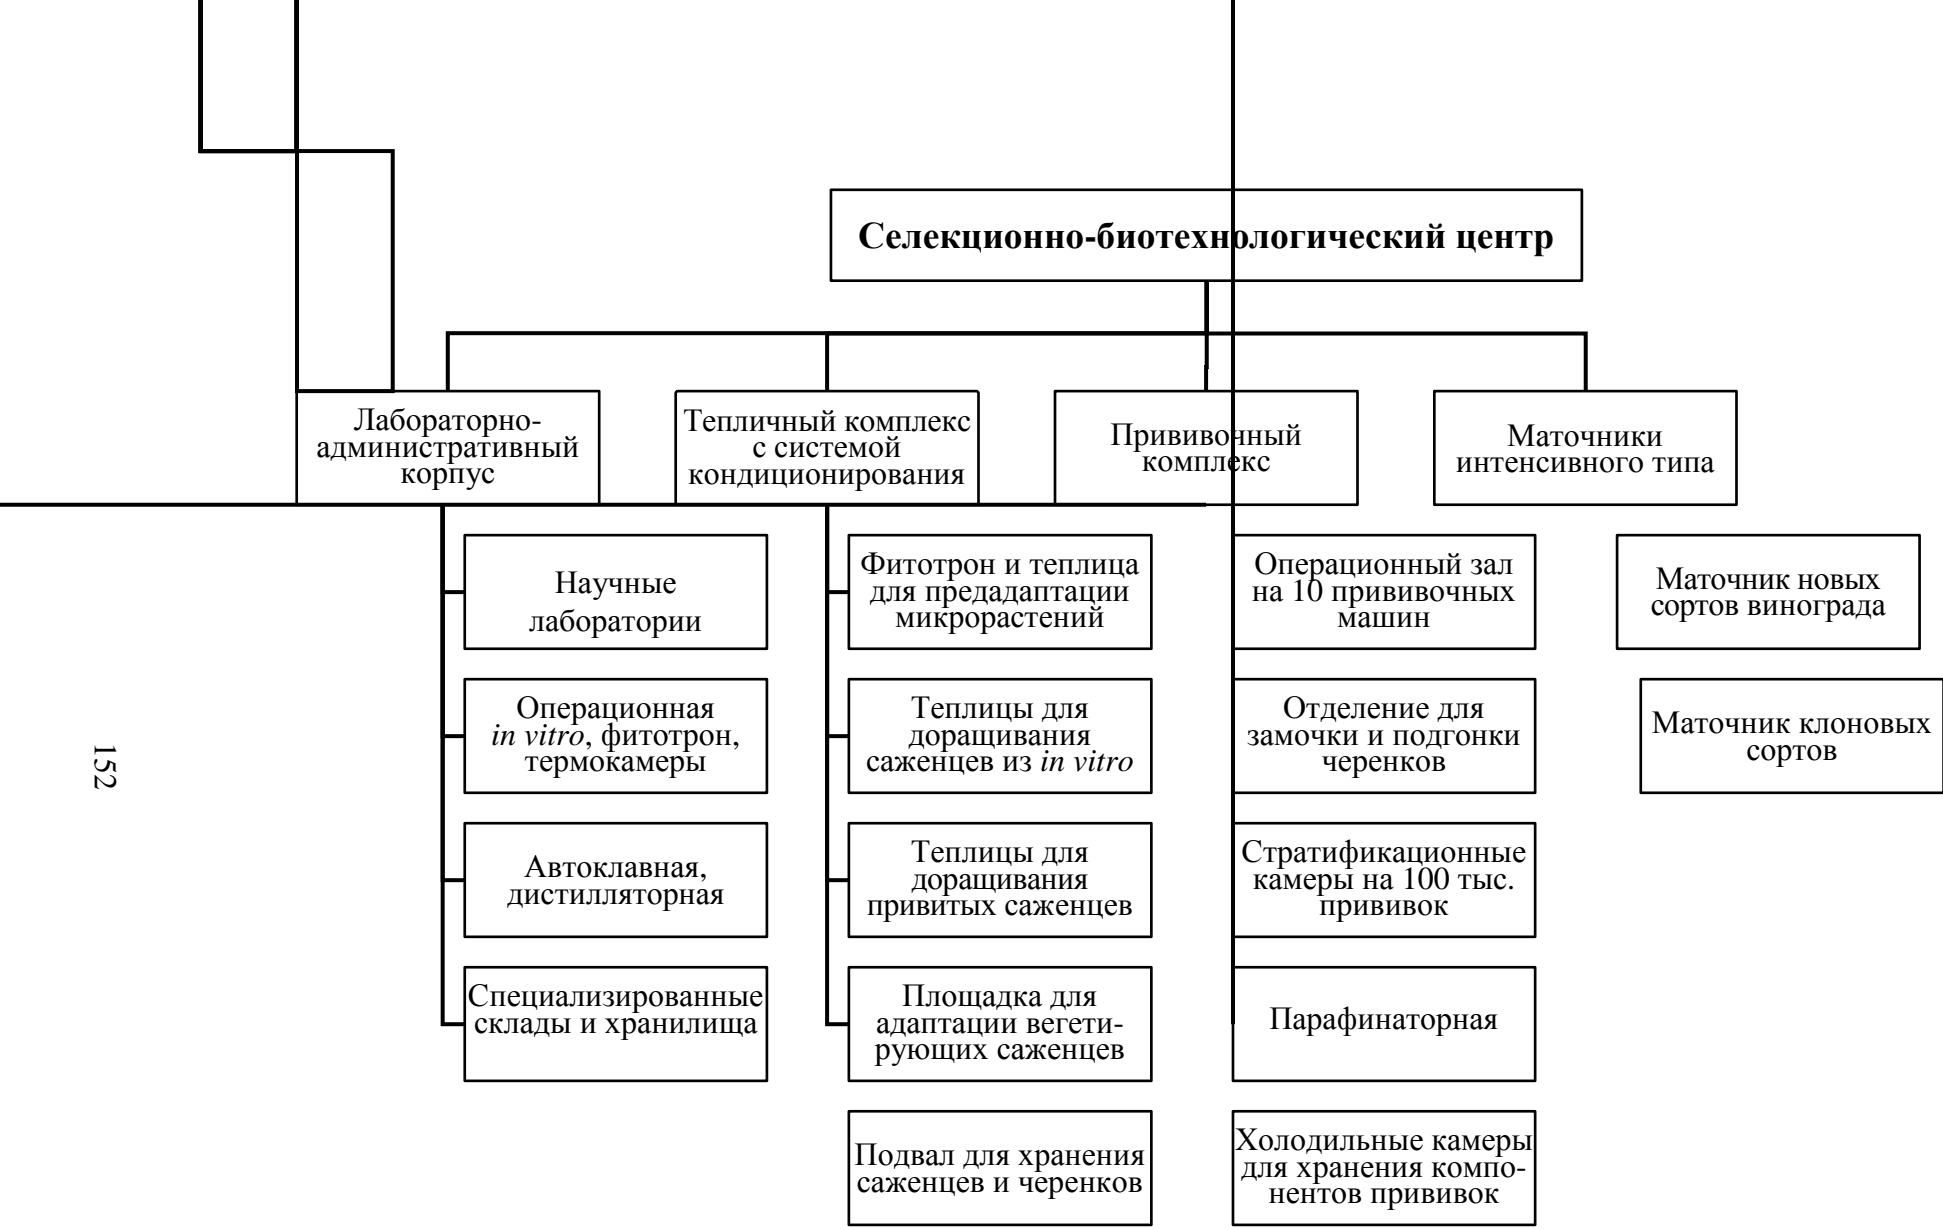 Селекционно-биотехнологический центр
Лабораторно-
административный
корпус
Тепличный комплекс
с системой
кондиционирования
Прививочный
комплекс
Маточники
интенсивного типа
Научные
лаборатории
Операционная
in vitro, фитотрон,
термокамеры
Автоклавная,
дистилляторная
Специализированные
склады и хранилища
Фитотрон и теплица
для предадаптации
микрорастений
Теплицы для
доращивания
саженцев из in vitro
Теплицы для
доращивания
привитых саженцев
Площадка для
адаптации вегети-
рующих саженцев
Подвал для хранения
саженцев и черенков
Операционный зал
на 10 прививочных
машин
Отделение для
замочки и подгонки
черенков
Стратификационные
камеры на 100 тыс.
прививок
Парафинаторная
Холодильные камеры
для хранения компо-
нентов прививок
Маточник новых
сортов винограда
Маточник клоновых
сортов
152